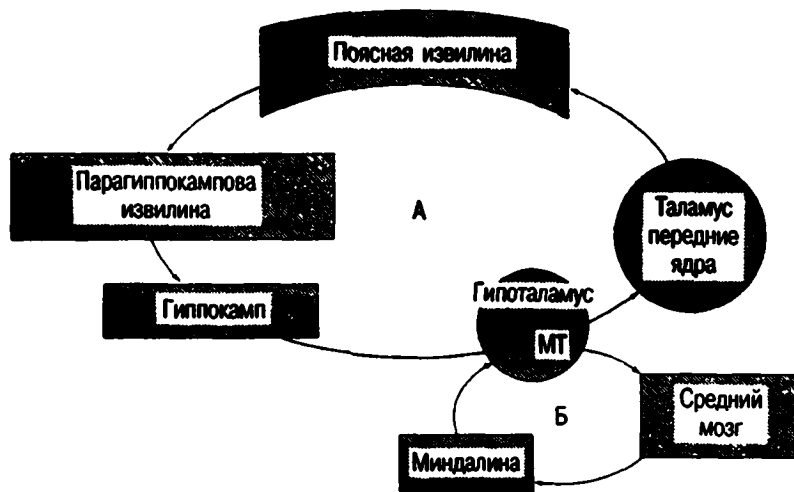 Поясная извилина
Парагиппокампова
извилина
А
Таламус
передние
ядра
Гиппокамп
Гипоталамус
МТ
Б
Средний
мозг
Миндалина